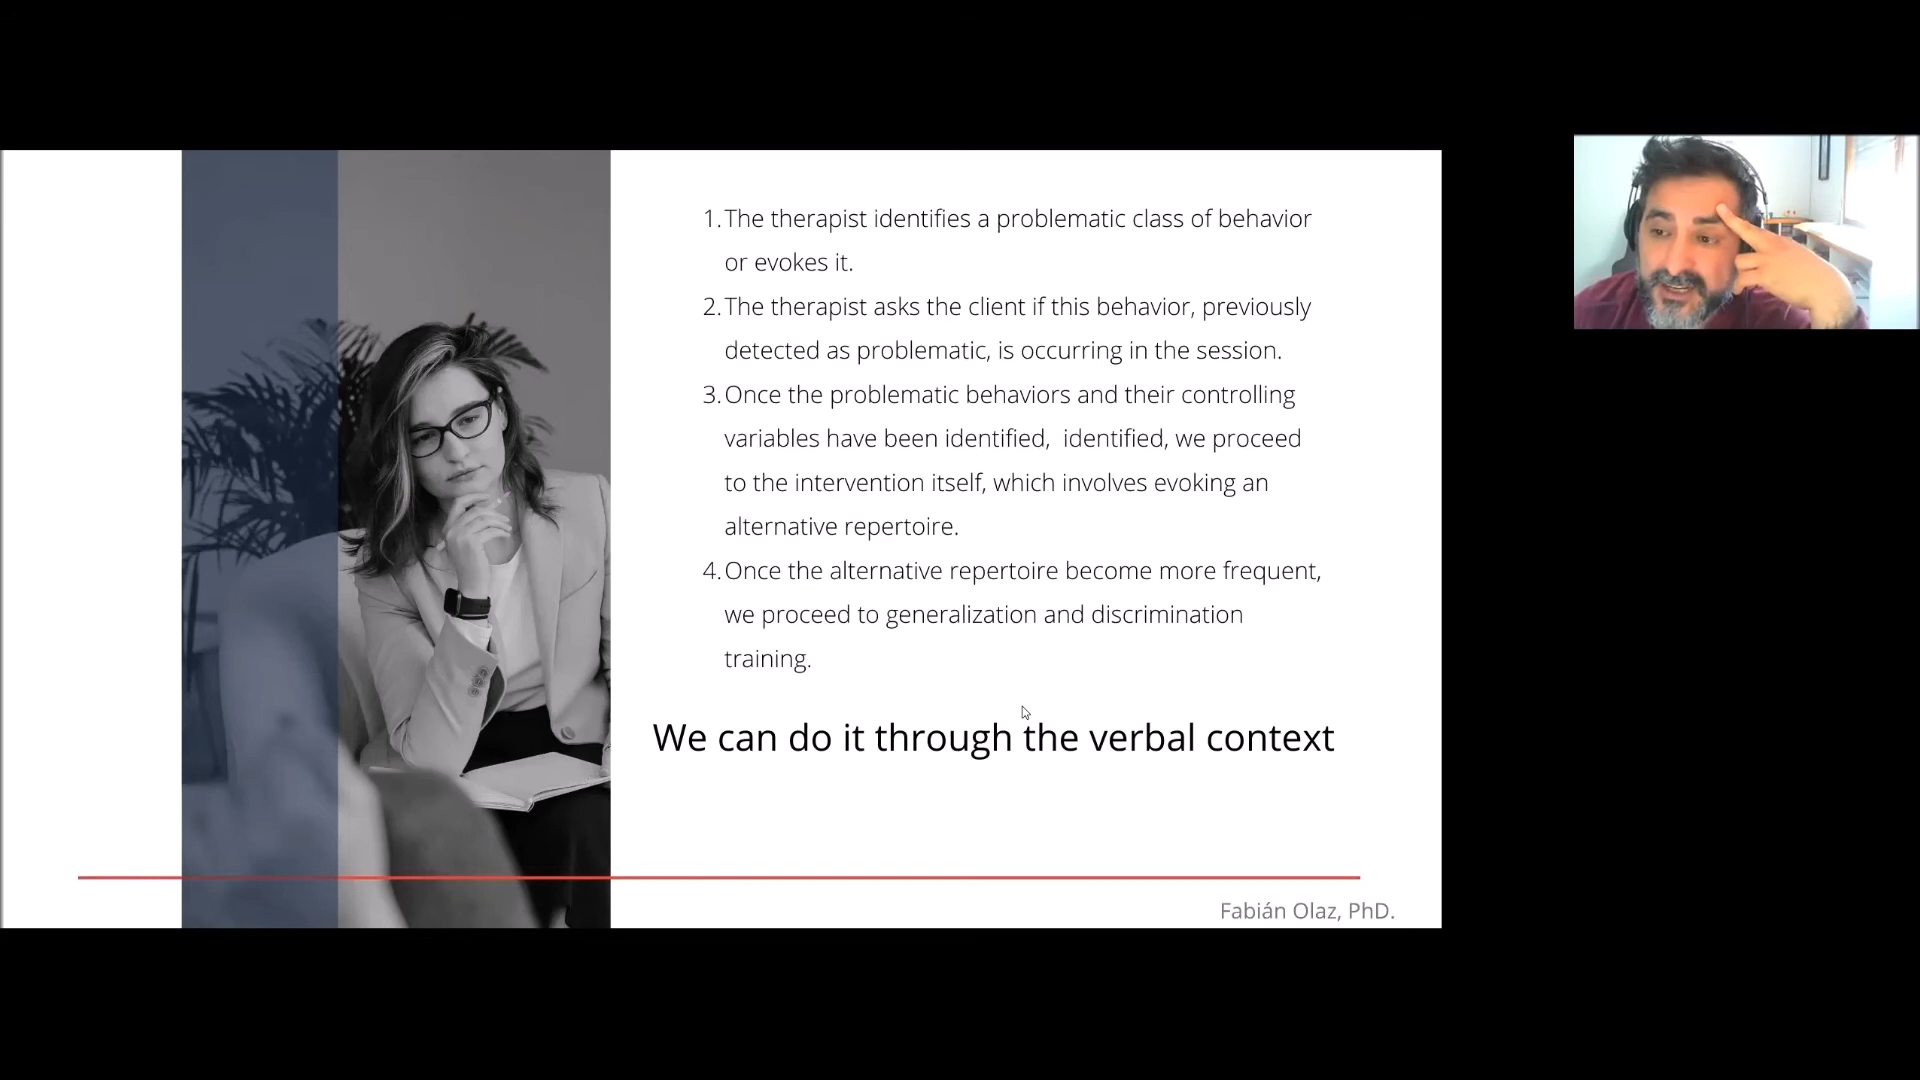 1. The therapist identifies a problematic class of behavior
or evokes it.
2. The therapist asks the client if this behavior, previously
detected as problematic, is occurring in the session.
3. Once the problematic behaviors and their controlling
variables have been identified,  identified, we proceed
to the intervention itself, which involves evoking an
alternative repertoire.
4. Once the alternative repertoire become more frequent,
we proceed to generalization and discrimination
training.
We can do it through the verbal context
Fabián Olaz, PhD.